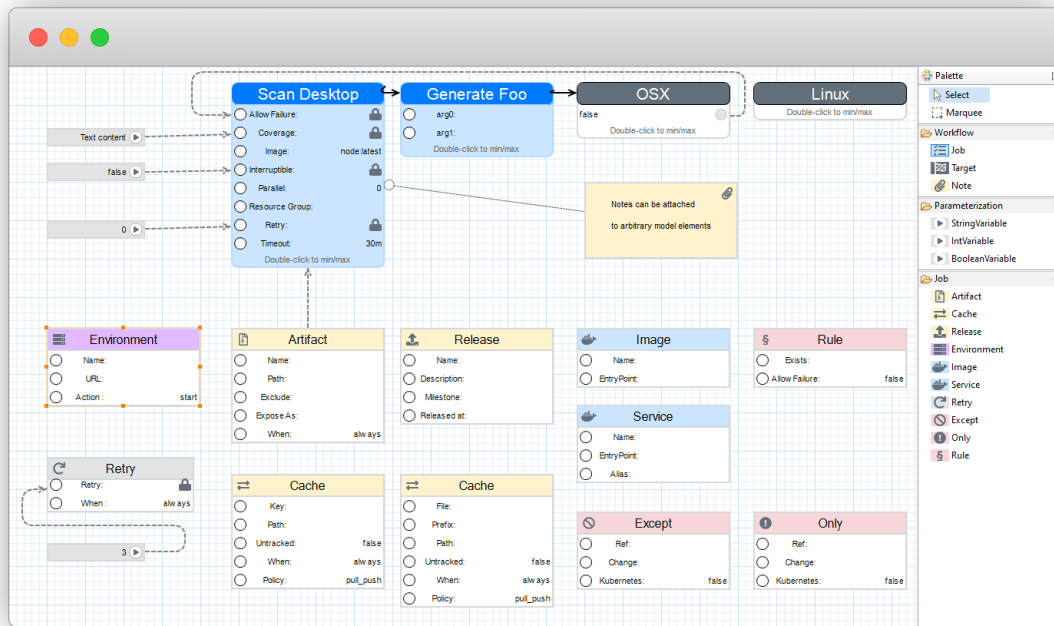 Scan Desktop
Allow Failure:
Coverage:
Image: node:latest
Interruptible:
Parallel: 0
Resource Group:
Retry:
Timeout: 30m
Double-click to min/max
Generate Foo
arg0:
arg1:
Double-click to min/max
OSX
false
Double-click to min/max
Linux
Double-click to min/max
Text content
false
0
Notes can be attached
to arbitrary model elements
Environment
Name:
URL:
Action : start
Artifact
Name:
Path:
Exclude:
Expose As:
When: always
Release
Name:
Description:
Milestone:
Released at:
Image
Name:
EntryPoint:
Rule
Exists:
Allow Failure: false
Service
Name:
EntryPoint:
Alias:
Retry
Retry:
When : always
3
Cache
Key:
Path:
Untracked: false
When: always
Policy: pull_push
Cache
File:
Prefix:
Path:
Untracked: false
When: always
Policy: pull_push
Except
Ref:
Change:
Kubernetes: false
Only
Ref:
Change:
Kubernetes: false
Palette
Select
Marquee
Workflow
Job
Target
Note
Parameterization
StringVariable
IntVariable
BooleanVariable
Job
Artifact
Cache
Release
Environment
Image
Service
Retry
Except
Only
Rule